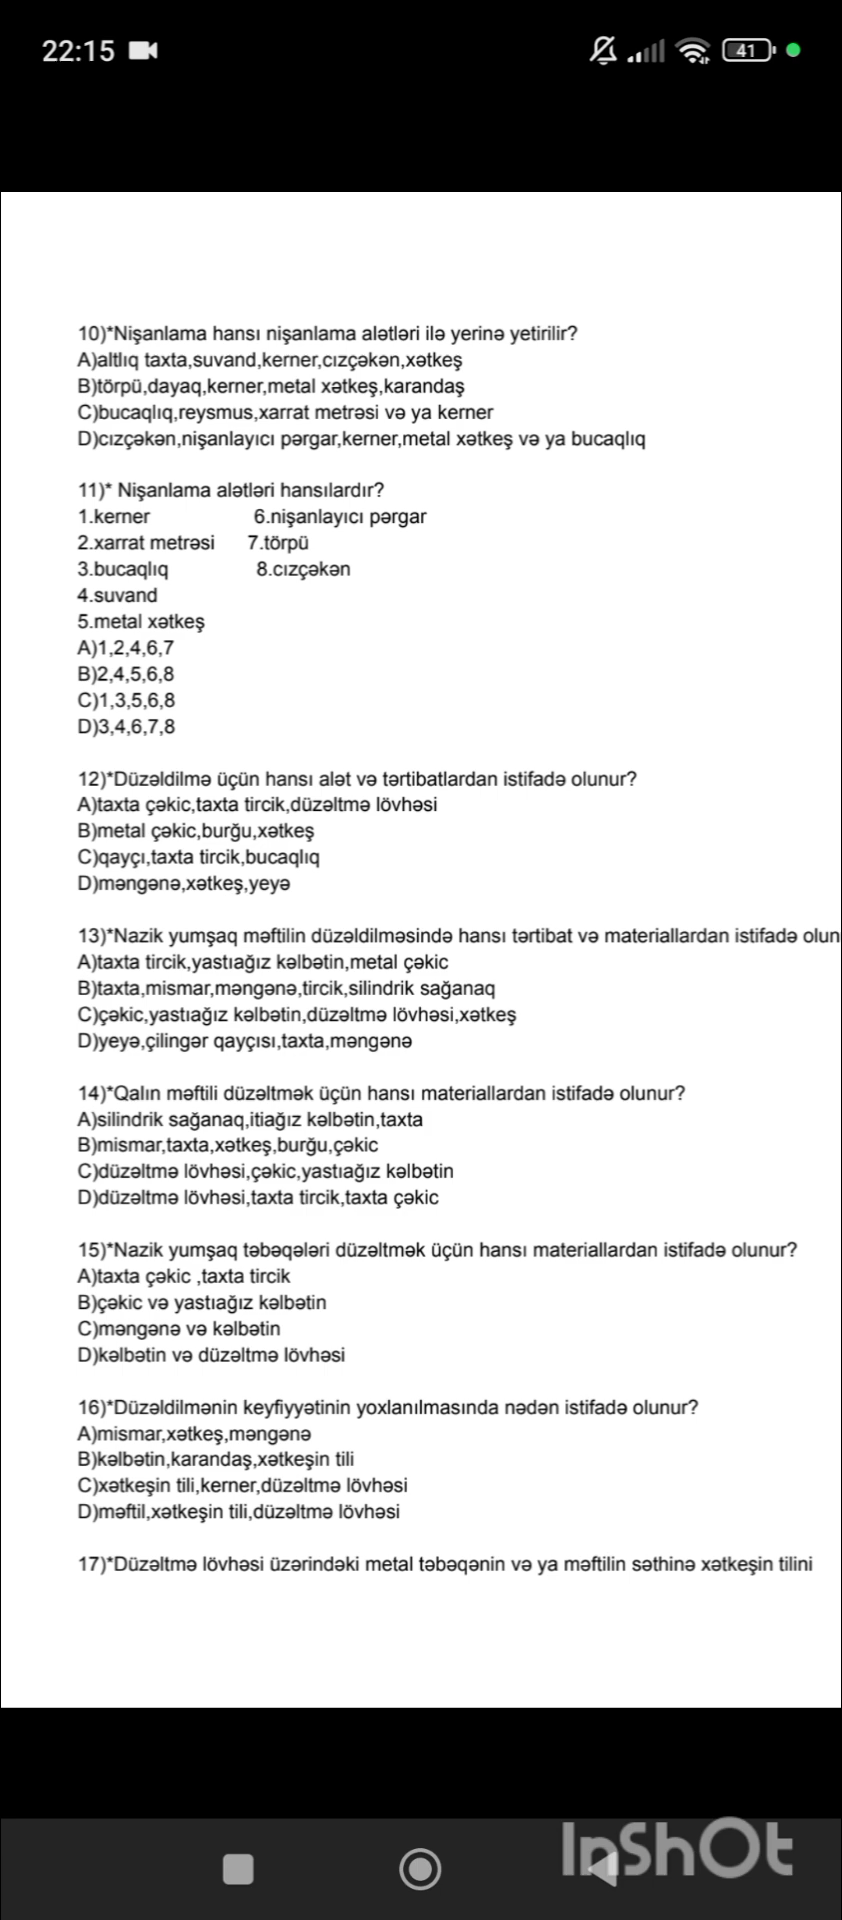 22:15
41
10)*Nişanlama hansı nişanlama alətləri ilə yerinə yetirilir?
A)altlıq taxta,suvand,kerner,cızçəkən,xətkeş
B)törpü,dayaq,kerner,metal xətkeş,karandaş
C)bucaqlıq,reysmus,xarrat metrəsi və ya kerner
D)cızçəkən,nişanlayıcı pərgar,kerner,metal xətkeş və ya bucaqlıq
11)* Nişanlama alətləri hansılardır?
1.kerner 6.nişanlayıcı pərgar
2.xarrat metrəsi 7.törpü
3.bucaqlıq 8.cızçəkən
4.suvand
5.metal xətkeş
A)1,2,4,6,7
B)2,4,5,6,8
C)1,3,5,6,8
D)3,4,6,7,8
12)*Düzəldilmə üçün hansı alət və tərtibatlardan istifadə olunur?
A)taxta çəkic,taxta tircik,düzəltmə lövhəsi
B)metal çəkic,burğu,xətkeş
C)qayçı,taxta tircik,bucaqlıq
D)məngənə,xətkeş,yeyə
13)*Nazik yumşaq məftilin düzəldilməsində hansı tərtibat və materiallardan istifadə olun
A)taxta tircik,yastıağız kəlbətin,metal çəkic
B)taxta,mismar,məngənə,tircik,silindrik sağanaq
C)çəkic,yastıağız kəlbətin,düzəltmə lövhəsi,xətkeş
D)yeyə,çilingər qayçısı,taxta,məngənə
14)*Qalın məftili düzəltmək üçün hansı materiallardan istifadə olunur?
A)silindrik sağanaq,itiağız kəlbətin,taxta
B)mismar,taxta,xətkeş,burğu,çəkic
C)düzəltmə lövhəsi,çəkic,yastıağız kəlbətin
D)düzəltmə lövhəsi,taxta tircik,taxta çəkic
15)*Nazik yumşaq təbəqələri düzəltmək üçün hansı materiallardan istifadə olunur?
A)taxta çəkic ,taxta tircik
B)çəkic və yastıağız kəlbətin
C)məngənə və kəlbətin
D)kəlbətin və düzəltmə lövhəsi
16)*Düzəldilmənin keyfiyyətinin yoxlanılmasında nədən istifadə olunur?
A)mismar,xətkeş,məngənə
B)kəlbətin,karandaş,xətkeşin tili
C)xətkeşin tili,kerner,düzəltmə lövhəsi
D)məftil,xətkeşin tili,düzəltmə lövhəsi
17)*Düzəltmə lövhəsi üzərindəki metal təbəqənin və ya məftilin səthinə xətkeşin tilini
InShOt